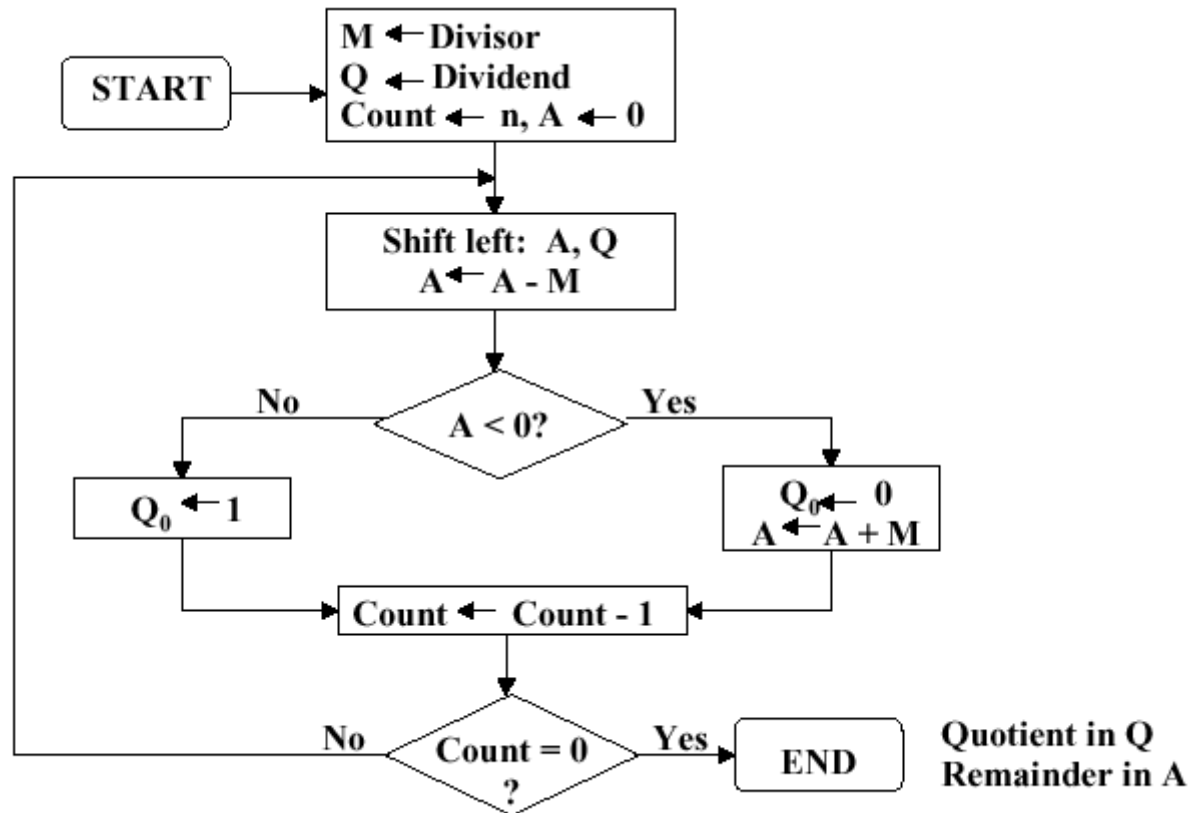 START
M ← Divisor
Q ← Dividend
Count ← n, A ← 0
Shift left: A, Q
A ← A - M
No
A < 0?
Yes
Q₀ ← 1
Q₀ ← 0
A ← A + M
Count ← Count - 1
No
Count = 0
?
Yes
END
Quotient in Q
Remainder in A